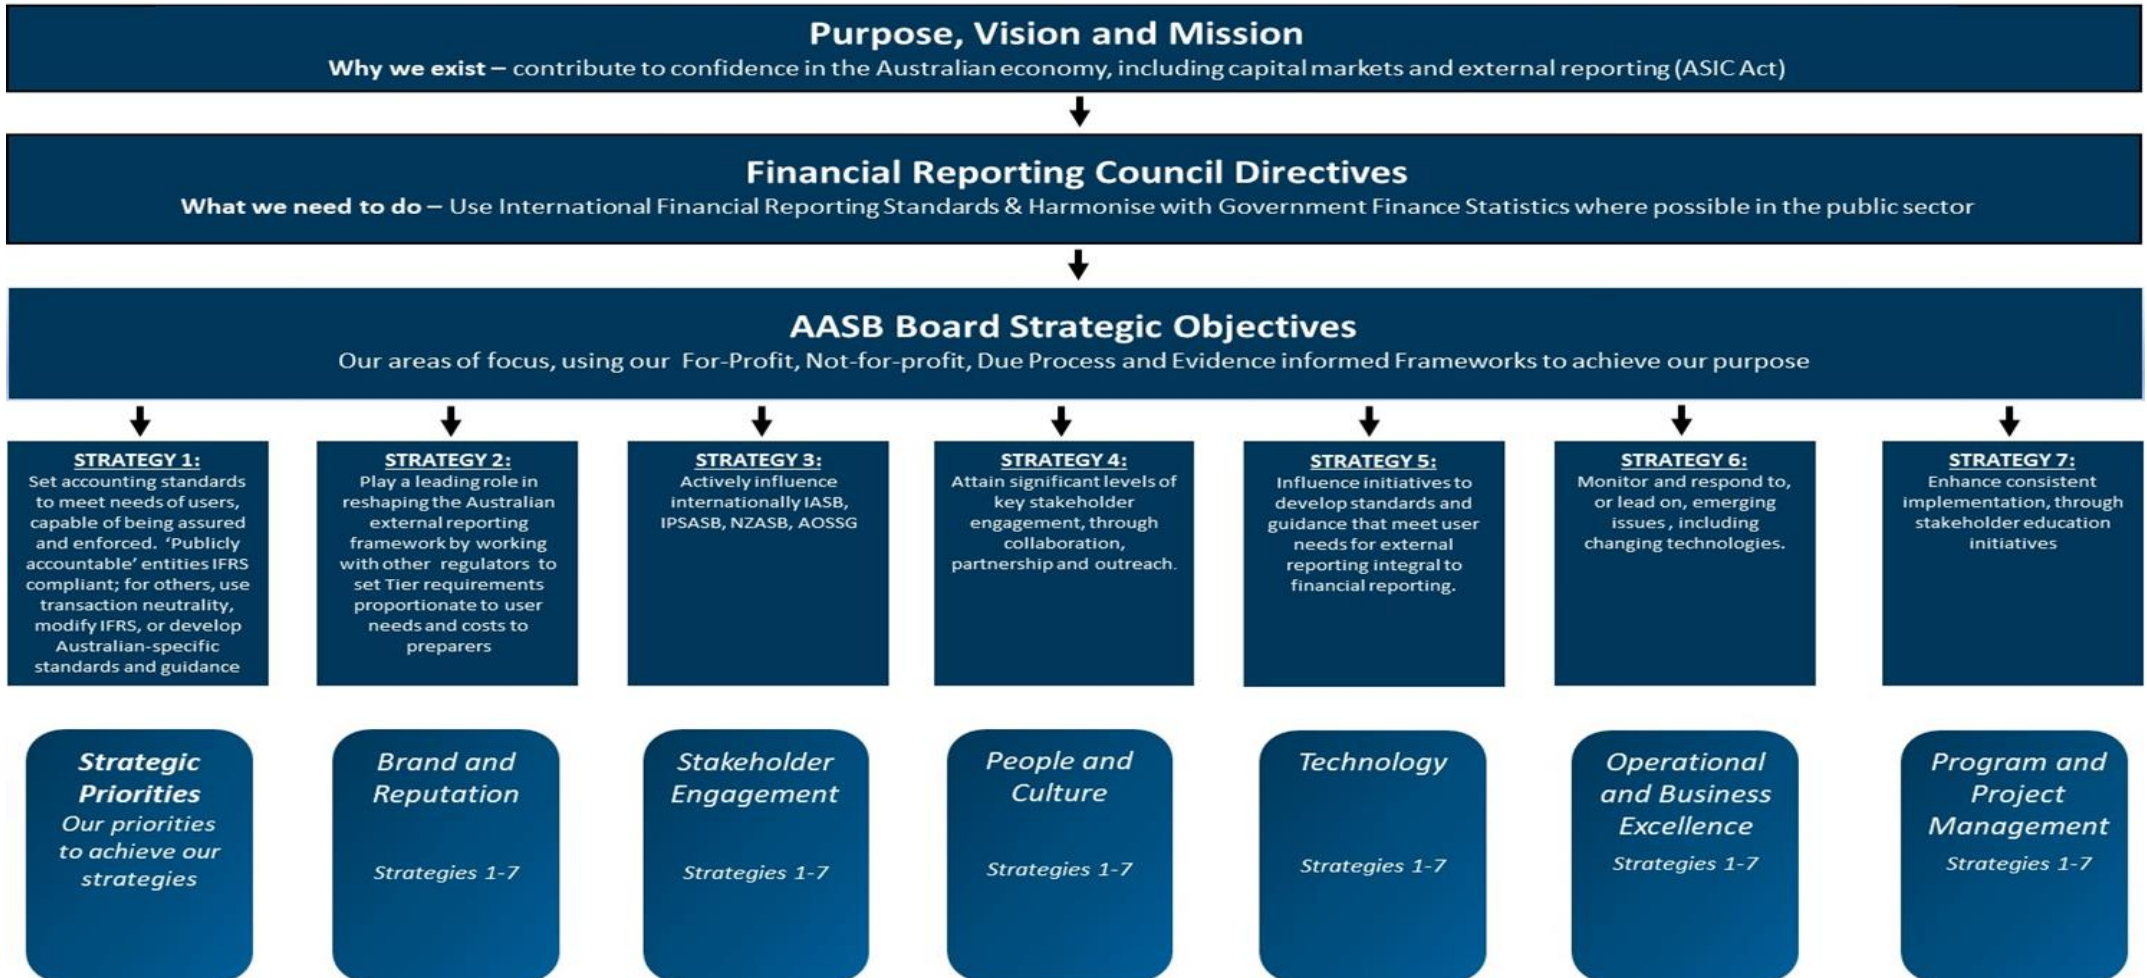 Purpose, Vision and Mission
Why we exist – contribute to confidence in the Australian economy, including capital markets and external reporting (ASIC Act)
Financial Reporting Council Directives
What we need to do – Use International Financial Reporting Standards & Harmonise with Government Finance Statistics where possible in the public sector
AASB Board Strategic Objectives
Our areas of focus, using our For-Profit, Not-for-profit, Due Process and Evidence informed Frameworks to achieve our purpose
STRATEGY 1:
Set accounting standards
to meet needs of users,
capable of being assured
and enforced. ‘Publicly
accountable’ entities IFRS
compliant; for others, use
transaction neutrality,
modify IFRS, or develop
Australian-specific
standards and guidance
STRATEGY 2:
Play a leading role in
reshaping the Australian
external reporting
framework by working
with other regulators to
set Tier requirements
proportionate to user
needs and costs to
preparers
STRATEGY 3:
Actively influence
internationally IASB,
IPSASB, NZASB, AOSSG
STRATEGY 4:
Attain significant levels of
key stakeholder
engagement, through
collaboration,
partnership and outreach.
STRATEGY 5:
Influence initiatives to
develop standards and
guidance that meet user
needs for external
reporting integral to
financial reporting.
STRATEGY 6:
Monitor and respond to,
or lead on, emerging
issues , including
changing technologies.
STRATEGY 7:
Enhance consistent
implementation, through
stakeholder education
initiatives
Strategic
Priorities
Our priorities
to achieve our
strategies
Brand and
Reputation
Strategies 1-7
Stakeholder
Engagement
Strategies 1-7
People and
Culture
Strategies 1-7
Technology
Strategies 1-7
Operational
and Business
Excellence
Strategies 1-7
Program and
Project
Management
Strategies 1-7